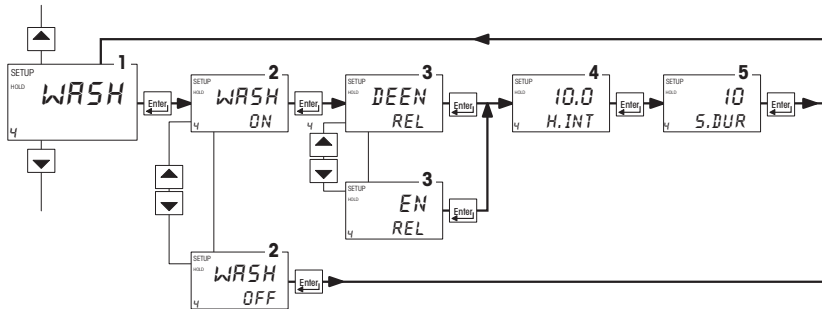 1
SETUP
HOLD
WASH
4
Enter
2
SETUP
HOLD
WASH
ON
4
Enter
3
SETUP
HOLD
DEEN
REL
4
Enter
4
SETUP
HOLD
10.0
H.INT
4
Enter
5
SETUP
HOLD
10
S.DUR
4
Enter
3
SETUP
HOLD
EN
REL
4
Enter
2
SETUP
HOLD
WASH
OFF
4
Enter